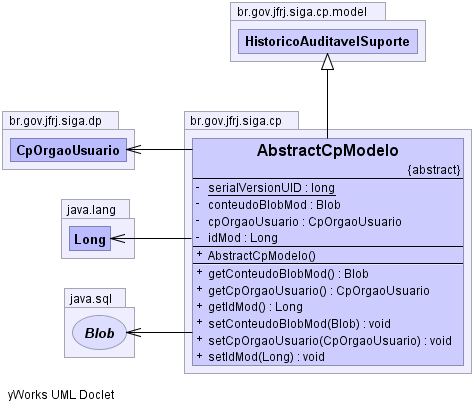 br.gov.jfrj.siga.cp.model
HistoricoAuditavelSuporte
br.gov.jfrj.siga.dp
CpOrgaoUsuario
java.lang
Long
java.sql
Blob
br.gov.jfrj.siga.cp
AbstractCpModelo
{abstract}
- serialVersionUID : long
- conteudoBlobMod : Blob
- cpOrgaoUsuario : CpOrgaoUsuario
- idMod : Long
+ AbstractCpModelo()
+ getConteudoBlobMod() : Blob
+ getCpOrgaoUsuario() : CpOrgaoUsuario
+ getIdMod() : Long
+ setConteudoBlobMod(Blob) : void
+ setCpOrgaoUsuario(CpOrgaoUsuario) : void
+ setIdMod(Long) : void
yWorks UML Doclet